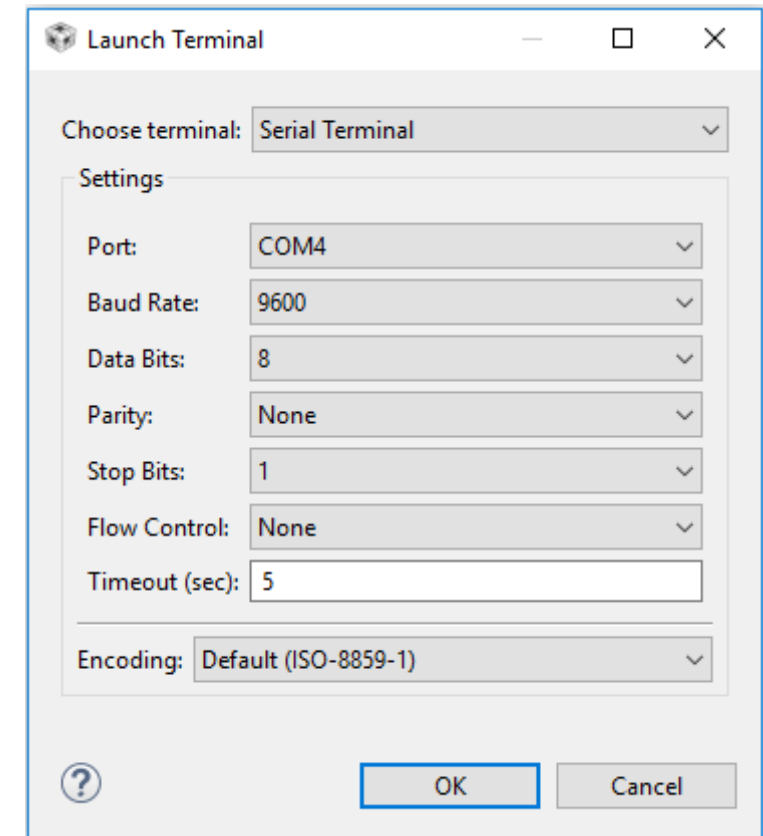 Launch Terminal
Choose terminal: Serial Terminal
Settings
Port: COM4
Baud Rate: 9600
Data Bits: 8
Parity: None
Stop Bits: 1
Flow Control: None
Timeout (sec): 5
Encoding: Default (ISO-8859-1)
? OK Cancel